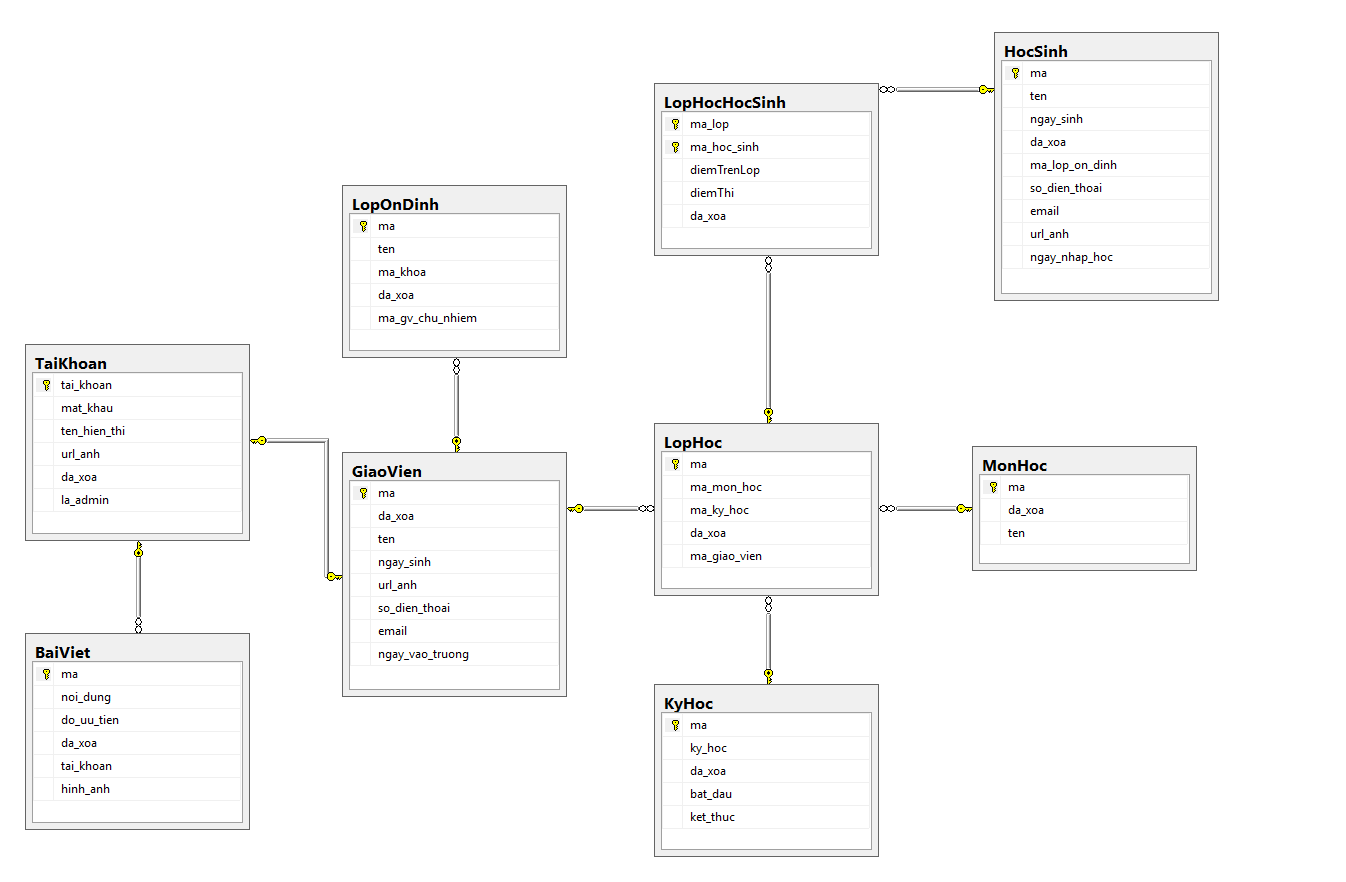 HocSinh
ma
ten
ngay_sinh
da_xoa
ma_lop_on_dinh
so_dien_thoai
email
url_anh
ngay_nhap_hoc
LopHocHocSinh
ma_lop
ma_hoc_sinh
diemTrenLop
diemThi
da_xoa
LopOnDinh
ma
ten
ma_khoa
da_xoa
ma_gv_chu_nhiem
TaiKhoan
tai_khoan
mat_khau
ten_hien_thi
url_anh
da_xoa
la_admin
GiaoVien
ma
da_xoa
ten
ngay_sinh
url_anh
so_dien_thoai
email
ngay_vao_truong
LopHoc
ma
ma_mon_hoc
ma_ky_hoc
da_xoa
ma_giao_vien
MonHoc
ma
da_xoa
ten
BaiViet
ma
noi_dung
do_uu_tien
da_xoa
tai_khoan
hinh_anh
KyHoc
ma
ky_hoc
da_xoa
bat_dau
ket_thuc